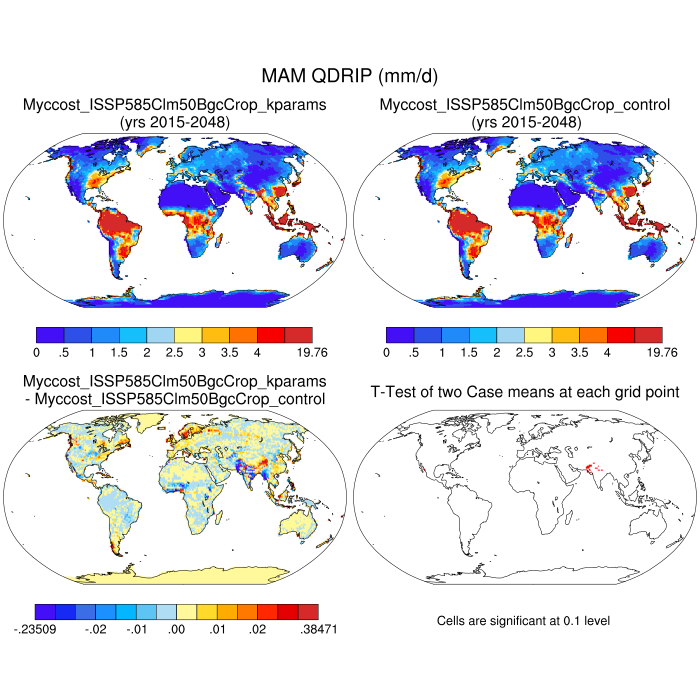 MAM QDRIP (mm/d)
Myccost_ISSP585Clm50BgcCrop_kparams
(yrs 2015-2048)
Myccost_ISSP585Clm50BgcCrop_control
(yrs 2015-2048)
0 .5 1 1.5 2 2.5 3 3.5 4 19.76
0 .5 1 1.5 2 2.5 3 3.5 4 19.76
Myccost_ISSP585Clm50BgcCrop_kparams
- Myccost_ISSP585Clm50BgcCrop_control
T-Test of two Case means at each grid point
-.23509 -.02 -.01 .00 .01 .02 .38471
Cells are significant at 0.1 level